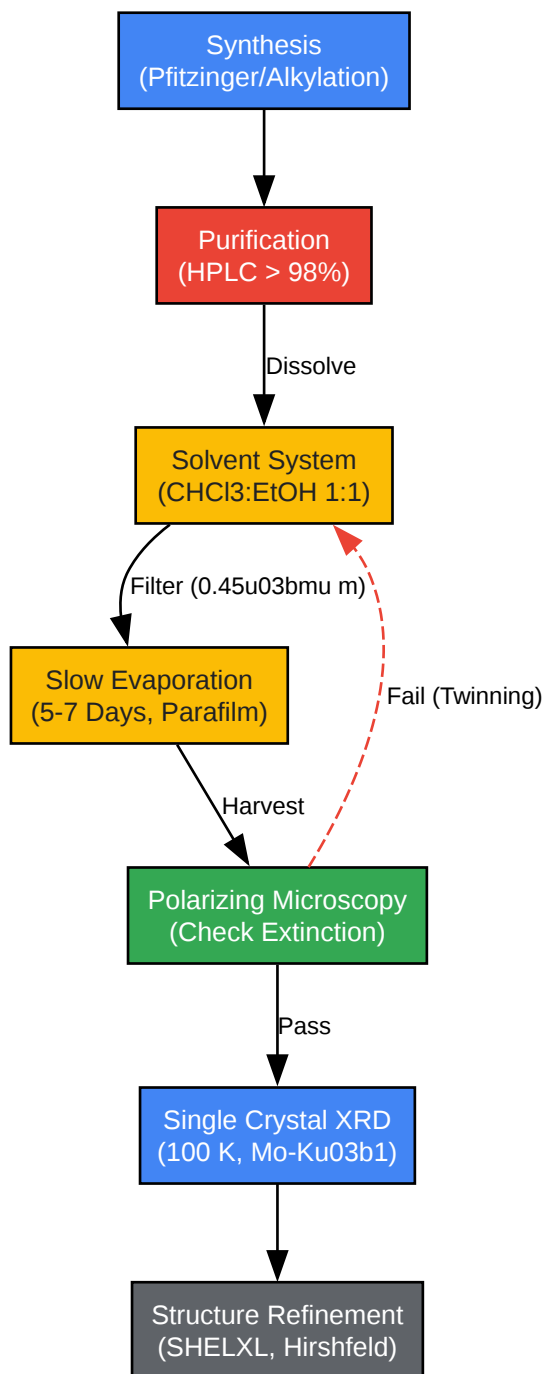 Synthesis
(Pfitzinger/Alkylation)
Purification
(HPLC > 98%)
Dissolve
Solvent System
(CHCl3:EtOH 1:1)
Filter (0.45u03bmu m)
Slow Evaporation
(5-7 Days, Parafilm)
Fail (Twinning)
Harvest
Polarizing Microscopy
(Check Extinction)
Pass
Single Crystal XRD
(100 K, Mo-Ku03b1)
Structure Refinement
(SHELXL, Hirshfeld)